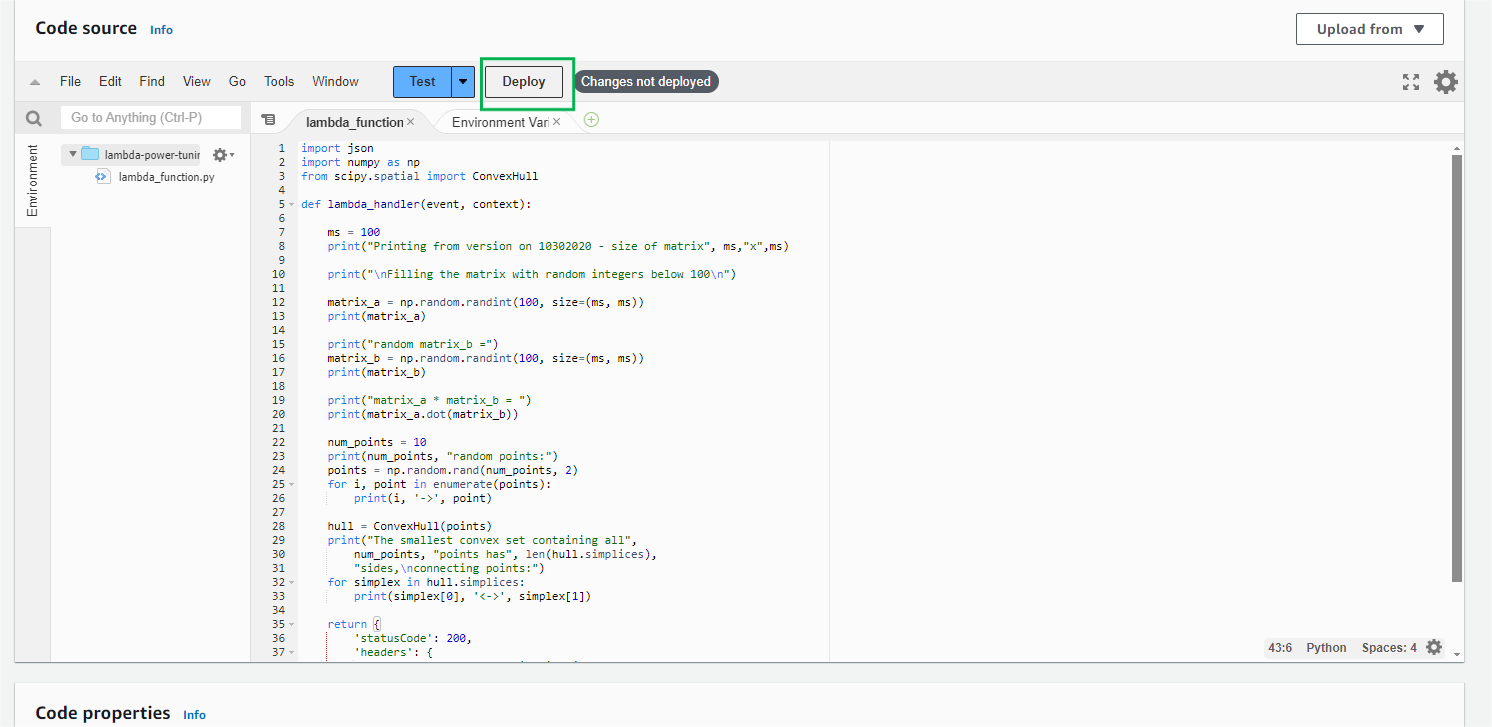 Code source Info
Upload from
File Edit Find View Go Tools Window Test Deploy Changes not deployed
Go to Anything (Ctrl-P)
lambda_function × Environment Var ×
Environment
lambda-power-tunin
lambda_function.py
1 import json
2 import numpy as np
3 from scipy.spatial import ConvexHull
4
5 def lambda_handler(event, context):
6
7 ms = 100
8 print("Printing from version on 10302020 - size of matrix", ms,"x",ms)
9
10 print("\nFilling the matrix with random integers below 100\n")
11
12 matrix_a = np.random.randint(100, size=(ms, ms))
13 print(matrix_a)
14
15 print("random matrix_b =")
16 matrix_b = np.random.randint(100, size=(ms, ms))
17 print(matrix_b)
18
19 print("matrix_a * matrix_b = ")
20 print(matrix_a.dot(matrix_b))
21
22 num_points = 10
23 print(num_points, "random points:")
24 points = np.random.rand(num_points, 2)
25 for i, point in enumerate(points):
26 print(i, '->', point)
27
28 hull = ConvexHull(points)
29 print("The smallest convex set containing all",
30 num_points, "points has", len(hull.simplices),
31 "sides,\nconnecting points:")
32 for simplex in hull.simplices:
33 print(simplex[0], '<->', simplex[1])
34
35 return {
36 'statusCode': 200,
37 'headers': {
43:6 Python Spaces: 4
Code properties Info